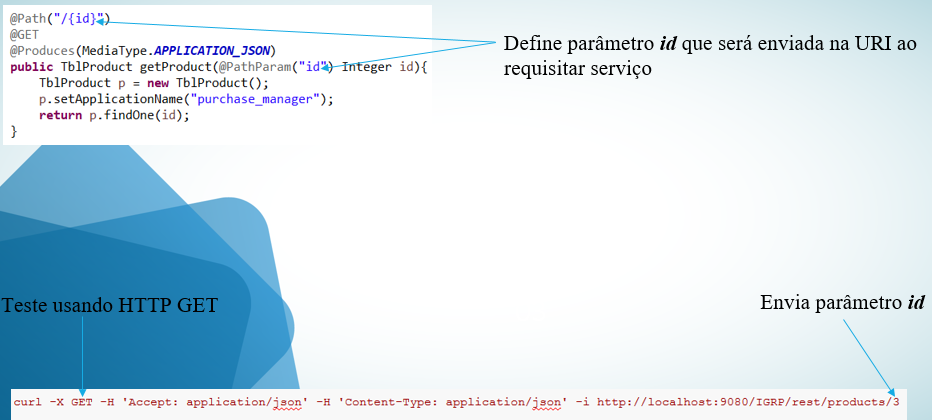 @Path("/{id}")
@GET
@Produces(MediaType.APPLICATION_JSON)
public TblProduct getProduct(@PathParam("id") Integer id){
TblProduct p = new TblProduct();
p.setApplicationName("purchase_manager");
return p.findOne(id);
}
Define parâmetro id que será enviada na URI ao
requisitar serviço
Teste usando HTTP GET
Envia parâmetro id
curl -X GET -H 'Accept: application/json' -H 'Content-Type: application/json' -i http://localhost:9080/IGRP/rest/products/3